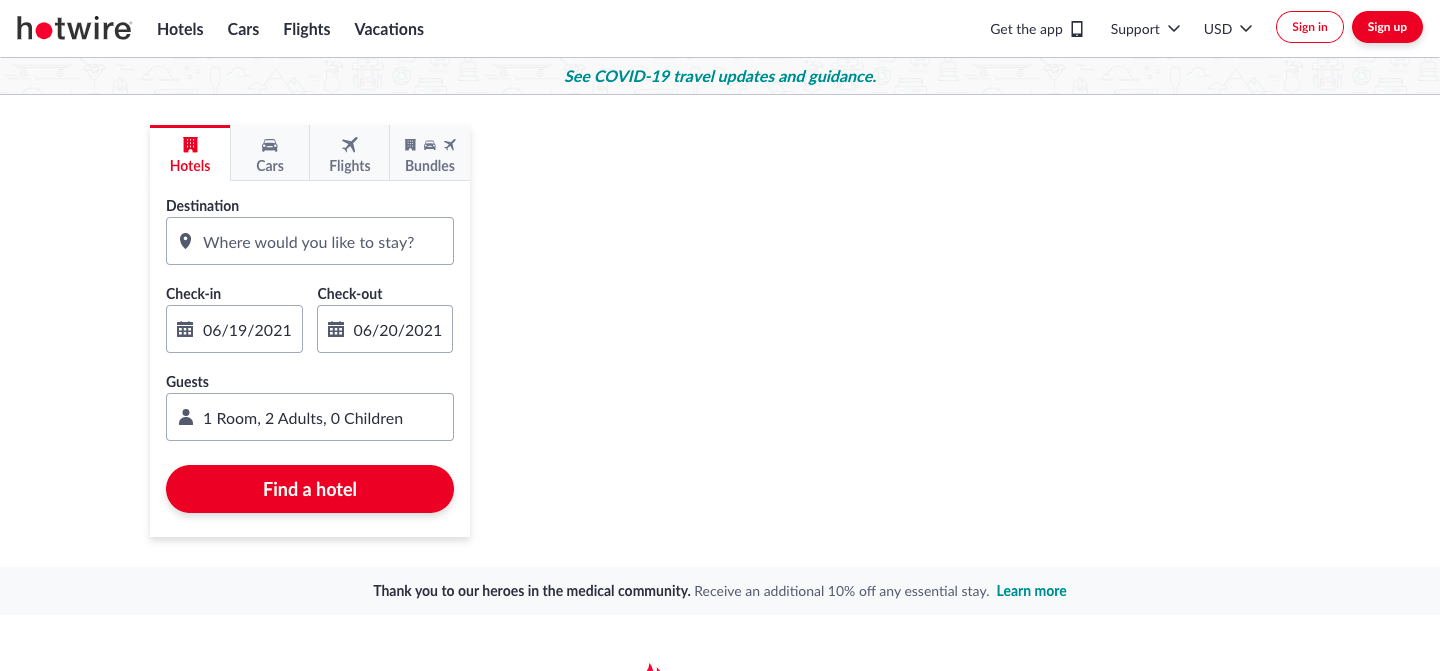 hotwire
Hotels Cars Flights Vacations
Get the app Support USD Sign in Sign up
See COVID-19 travel updates and guidance.
Hotels Cars Flights Bundles
Destination
Where would you like to stay?
Check-in Check-out
06/19/2021 06/20/2021
Guests
1 Room, 2 Adults, 0 Children
Find a hotel
Thank you to our heroes in the medical community. Receive an additional 10% off any essential stay. Learn more